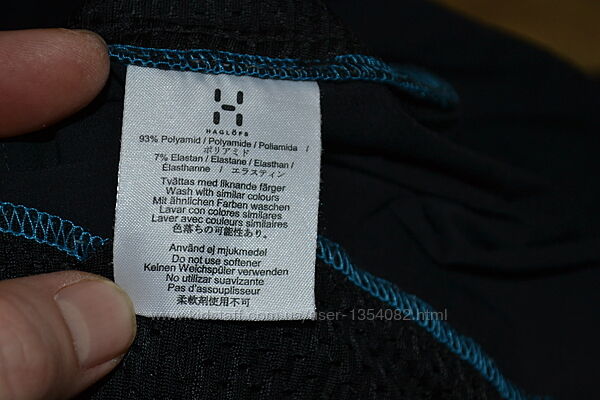 HAGLÖFS
93% Polyamid / Polyamide / Poliamida /
ポリアミド
7% Elastan / Elastane / Elasthan /
Élasthanne / エラスティン
Tvättas med liknande färger
Wash with similar colours
Mit ähnlichen Farben waschen
Lavar con colores similares
Laver avec couleurs similaires
色落ちの可能性あり。
Använd ej mjukmedel
Do not use softener
Keinen Weichspüler verwenden
No utilizar suavizante
Pas d'assouplisseur
柔軟剤使用不可